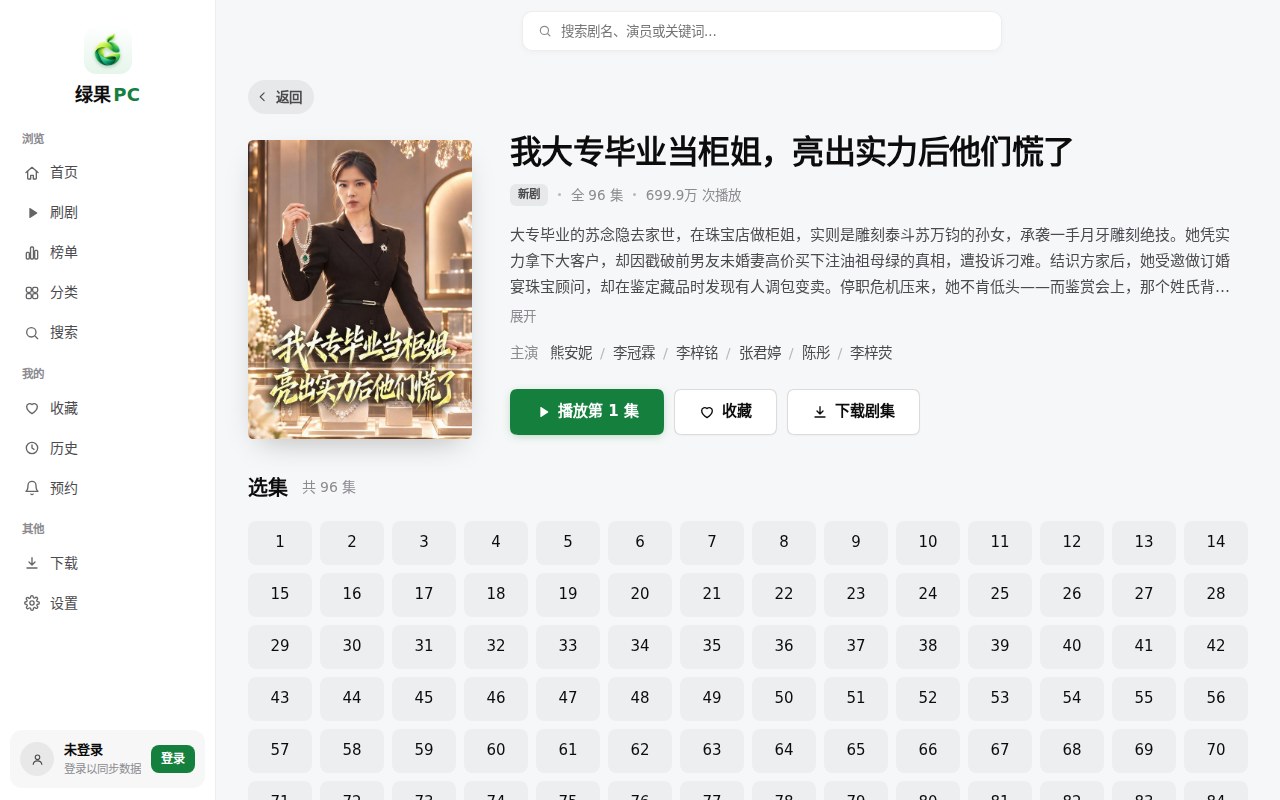 绿果PC
浏览
首页
刷剧
榜单
分类
搜索
我的
收藏
历史
预约
其他
下载
设置
未登录
登录以同步数据
登录
搜索剧名、演员或关键词...
返回
我大专毕业当柜姐，
亮出实力后他们慌了
我大专毕业当柜姐，亮出实力后他们慌了
新剧 · 全 96 集 · 699.9万 次播放
大专毕业的苏念隐去家世，在珠宝店做柜姐，实则是雕刻泰斗苏万钧的孙女，承袭一手月牙雕刻绝技。她凭实
力拿下大客户，却因戳破前男友未婚妻高价买下注油祖母绿的真相，遭投诉刁难。结识方家后，她受邀做订婚
宴珠宝顾问，却在鉴定藏品时发现有人调包变卖。停职危机压来，她不肯低头——而鉴赏会上，那个姓氏背...
展开
主演 熊安妮 / 李冠霖 / 李梓铭 / 张君婷 / 陈彤 / 李梓荧
播放第 1 集 收藏 下载剧集
选集 共 96 集
1 2 3 4 5 6 7 8 9 10 11 12 13 14
15 16 17 18 19 20 21 22 23 24 25 26 27 28
29 30 31 32 33 34 35 36 37 38 39 40 41 42
43 44 45 46 47 48 49 50 51 52 53 54 55 56
57 58 59 60 61 62 63 64 65 66 67 68 69 70
71 72 73 74 75 76 77 78 79 80 81 82 83 84